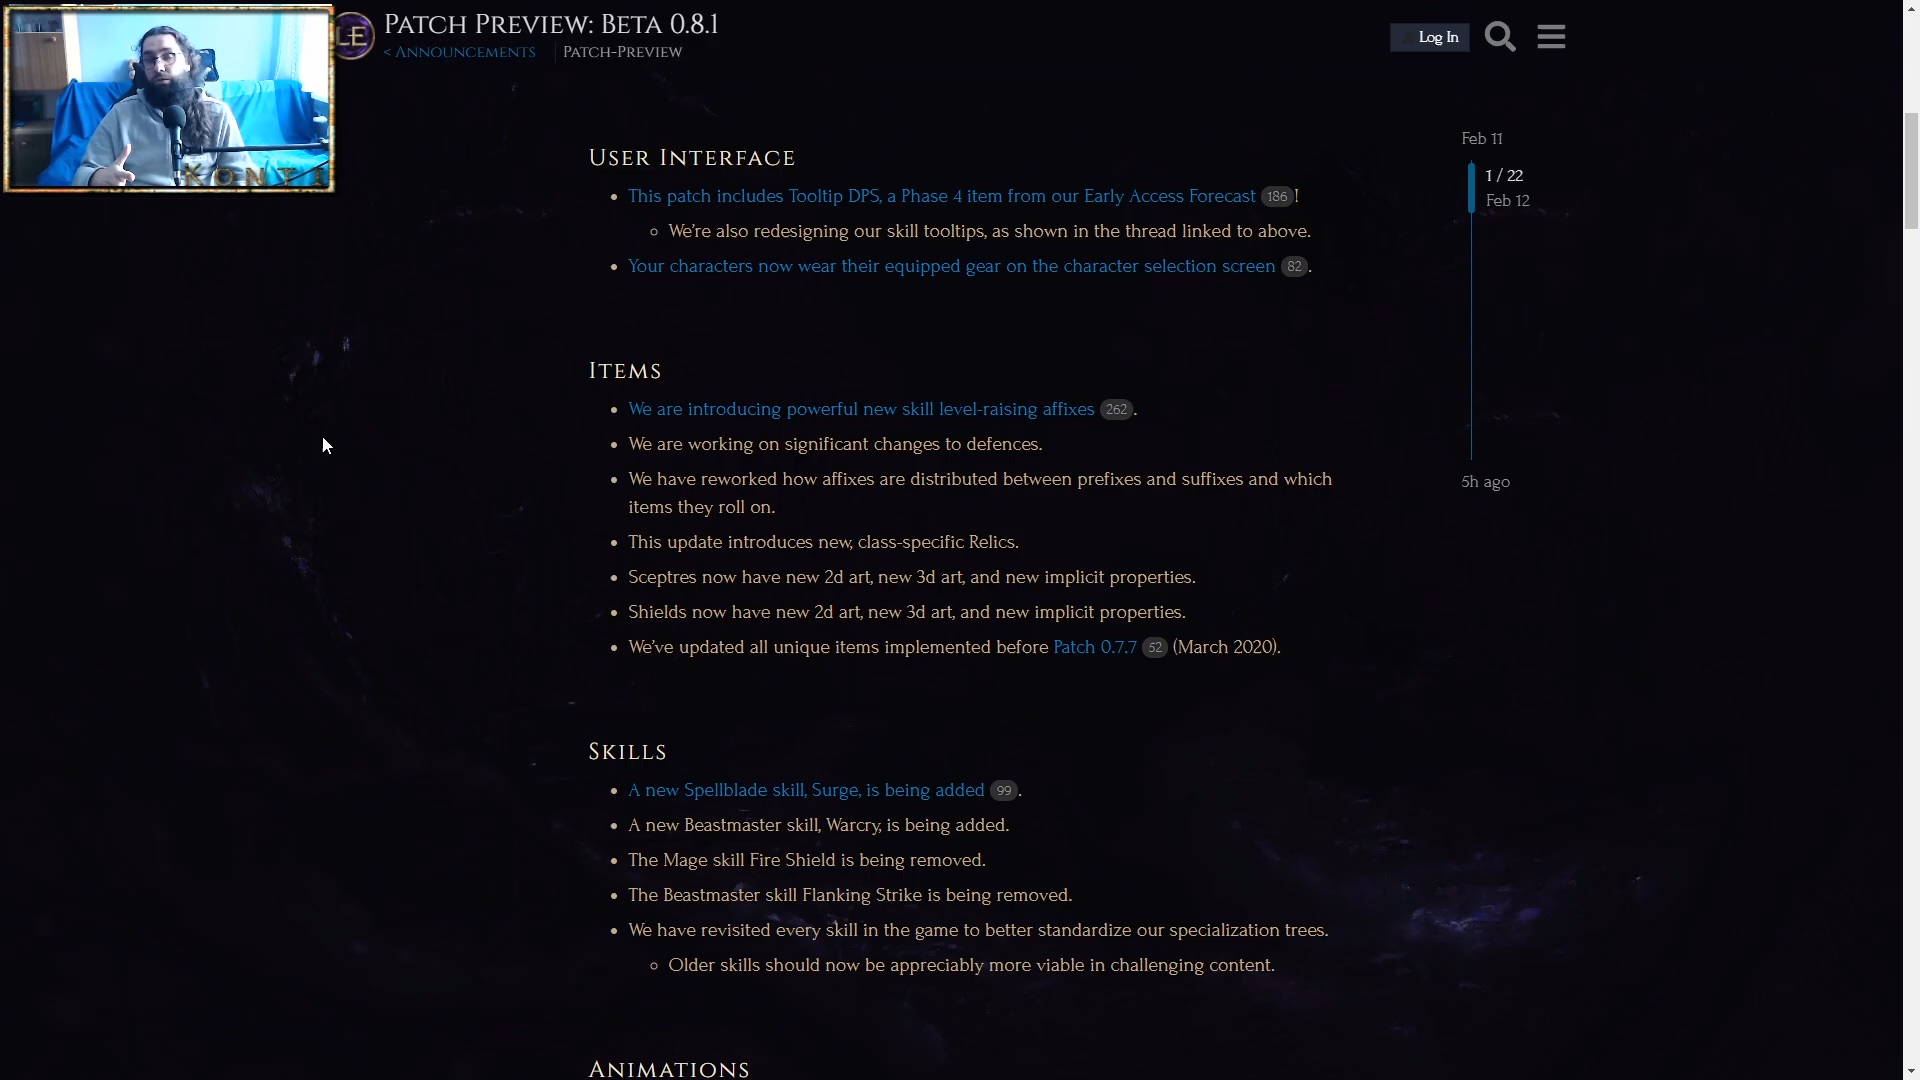 LE
Patch Preview: Beta 0.8.1
< Announcements
Patch-Preview
Log In
KONT
Feb 11
1 / 22
Feb 12
5h ago
User Interface
This patch includes Tooltip DPS, a Phase 4 item from our Early Access Forecast 186 !
We're also redesigning our skill tooltips, as shown in the thread linked to above.
Your characters now wear their equipped gear on the character selection screen 82 .
Items
We are introducing powerful new skill level-raising affixes 262 .
We are working on significant changes to defences.
We have reworked how affixes are distributed between prefixes and suffixes and which
items they roll on.
This update introduces new, class-specific Relics.
Sceptres now have new 2d art, new 3d art, and new implicit properties.
Shields now have new 2d art, new 3d art, and new implicit properties.
We've updated all unique items implemented before Patch 0.7.7 52 (March 2020).
Skills
A new Spellblade skill, Surge, is being added 99 .
A new Beastmaster skill, Warcry, is being added.
The Mage skill Fire Shield is being removed.
The Beastmaster skill Flanking Strike is being removed.
We have revisited every skill in the game to better standardize our specialization trees.
Older skills should now be appreciably more viable in challenging content.
Animations